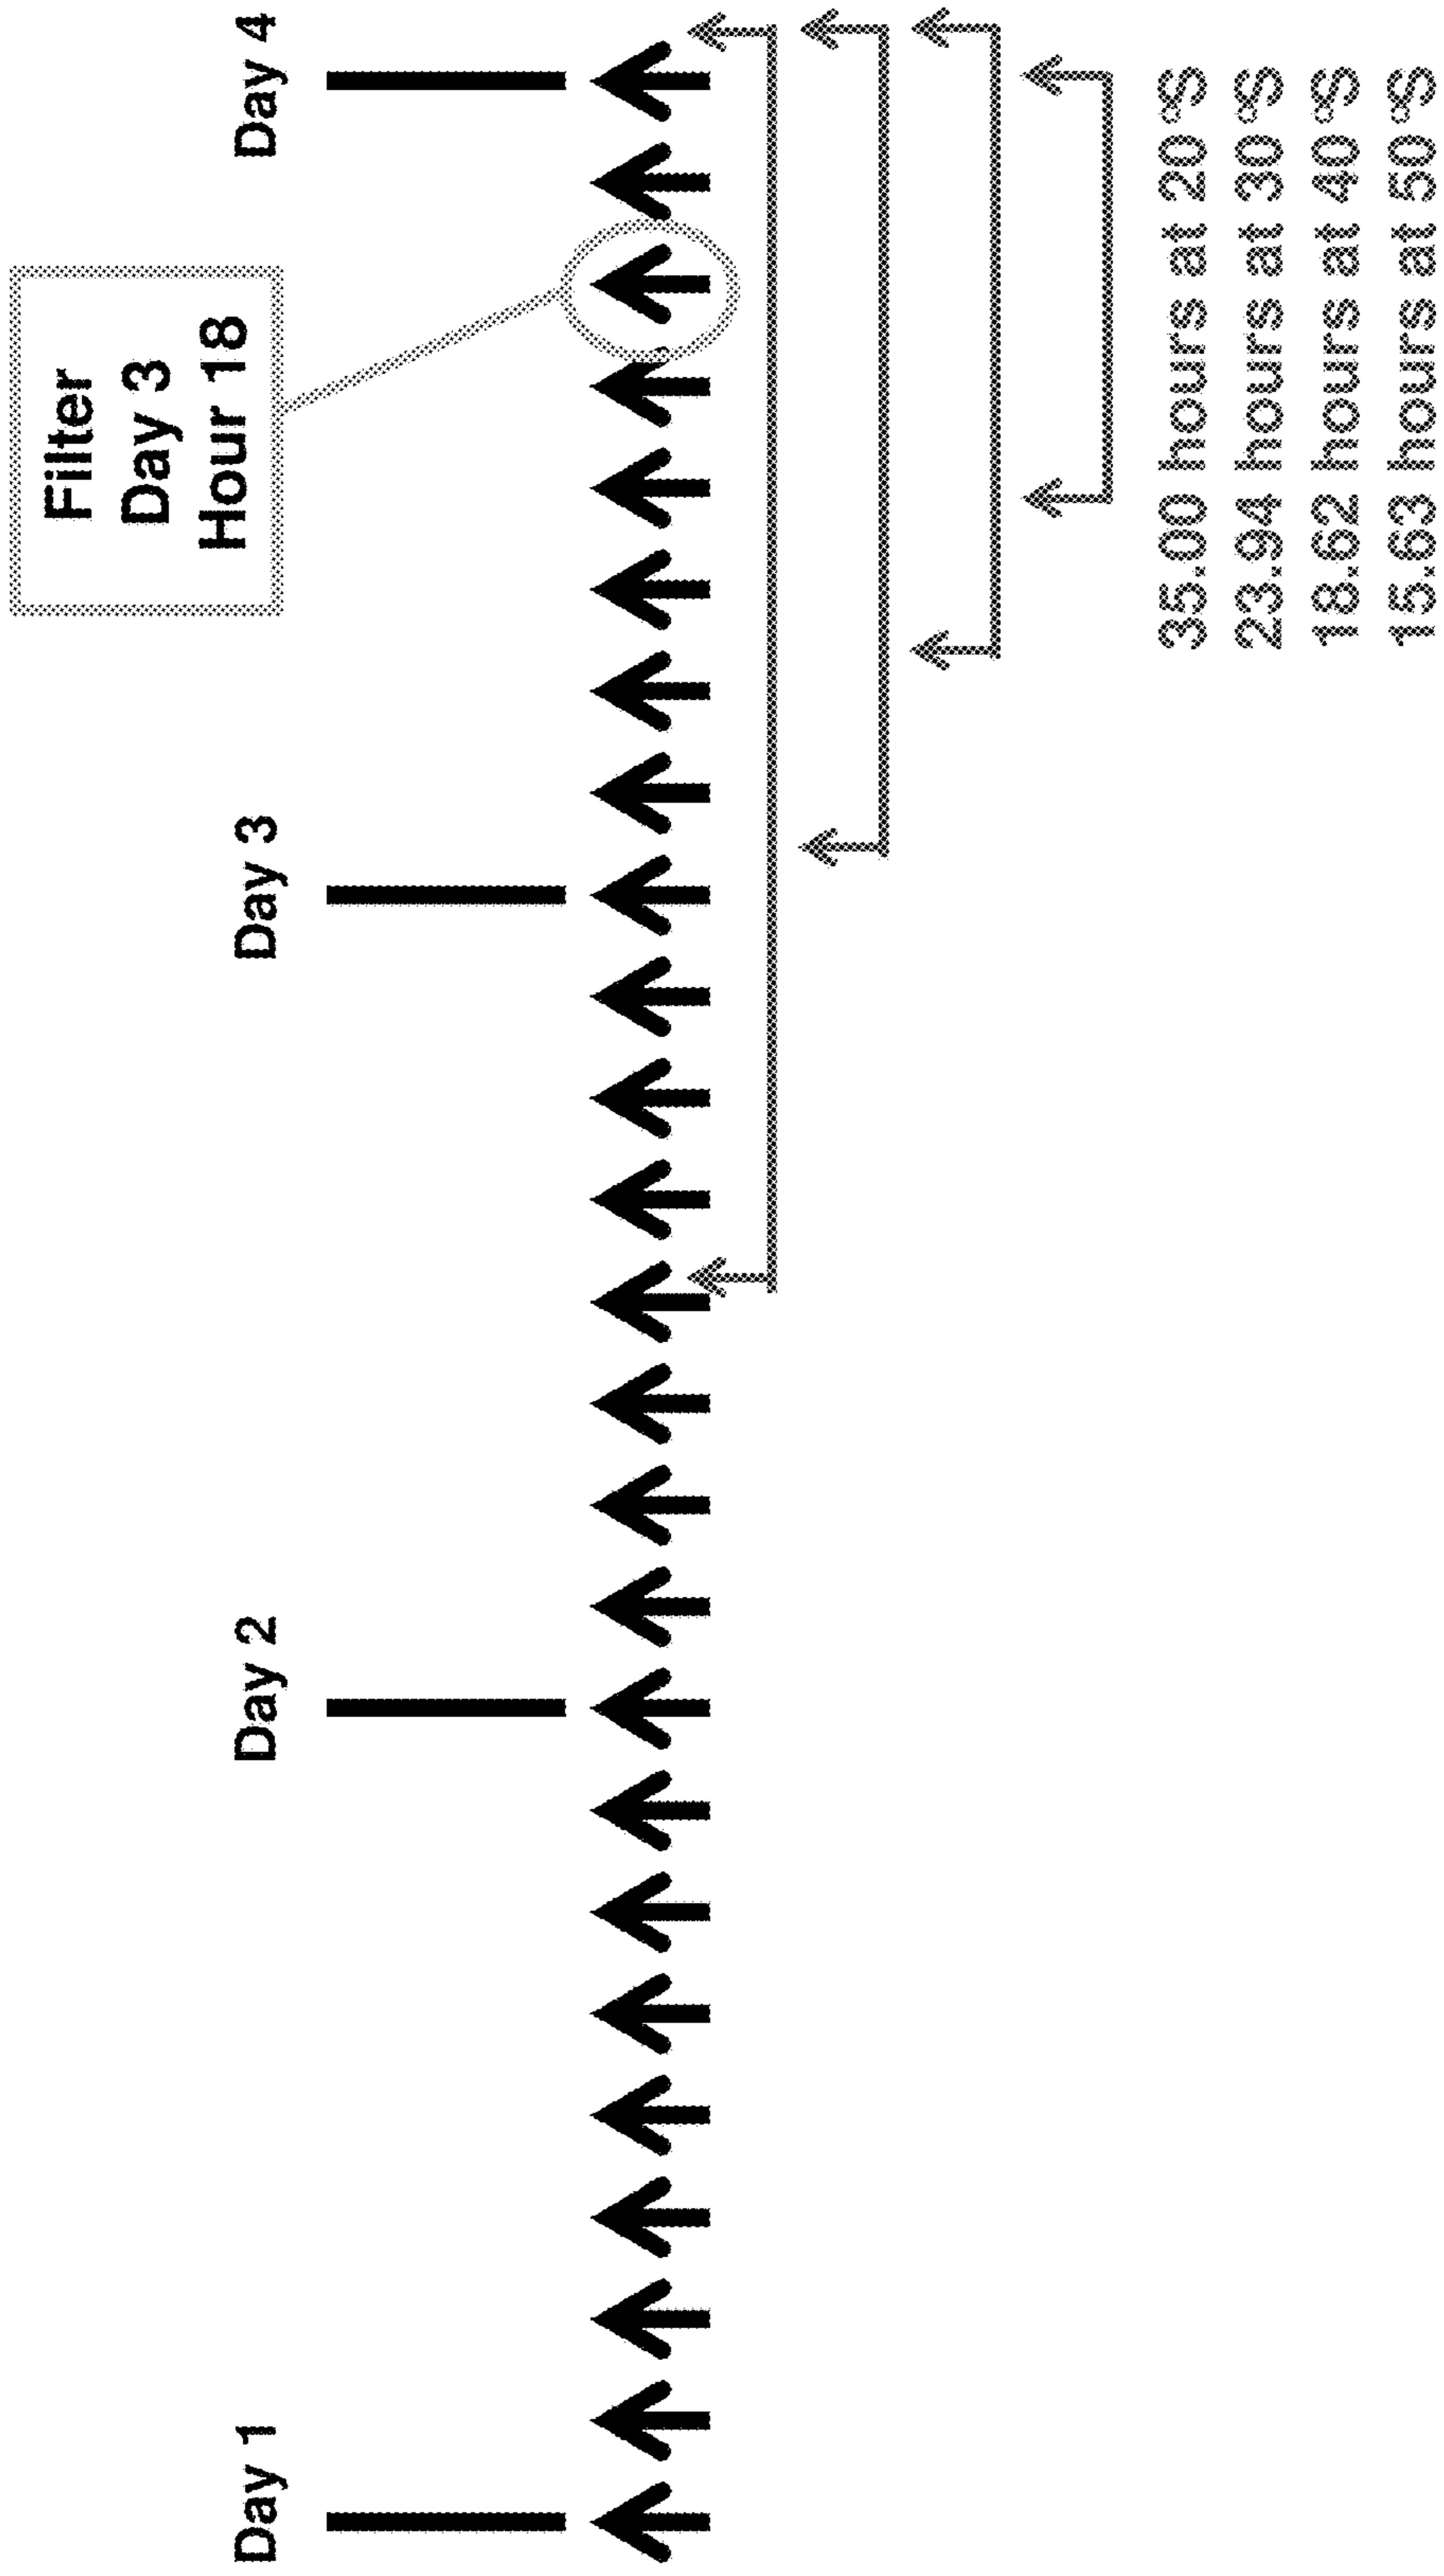 Day 1
Day 2
Day 3
Day 4
Filter
Day 3
Hour 18
35.00 hours at 20°S
23.94 hours at 30°S
18.62 hours at 40°S
15.63 hours at 50°S